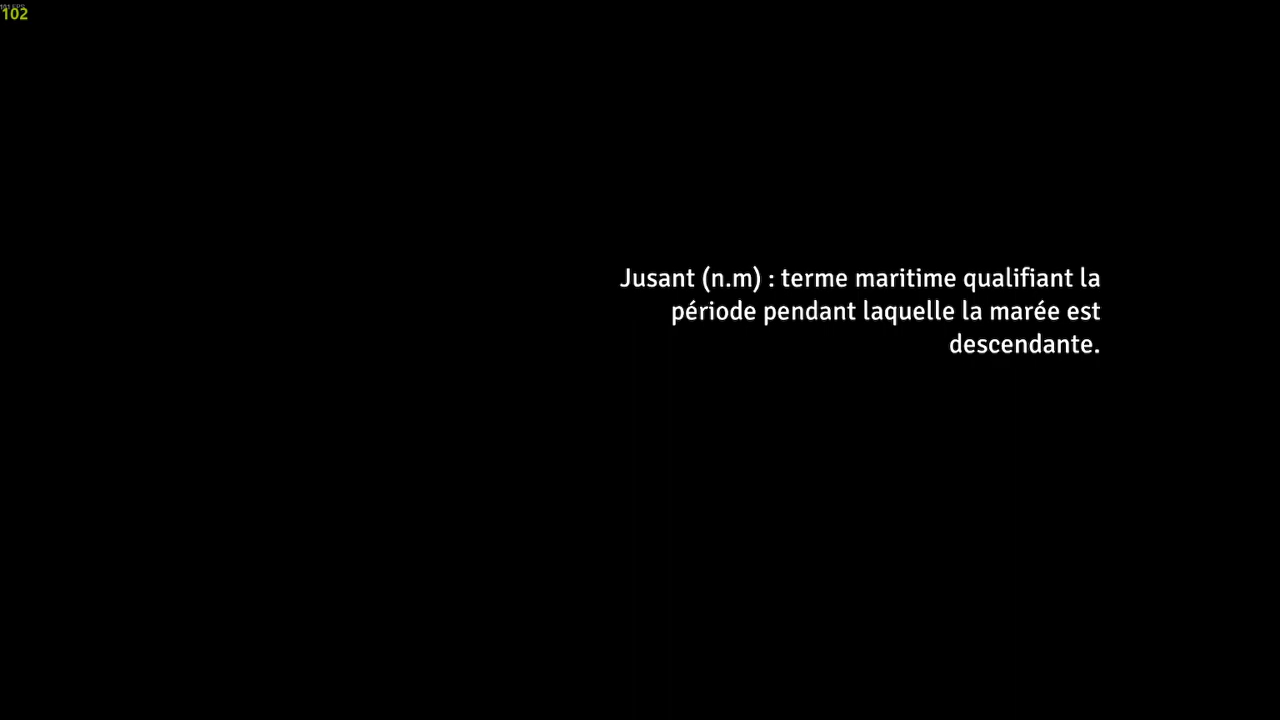 102
Jusant (n.m) : terme maritime qualifiant la
période pendant laquelle la marée est
descendante.